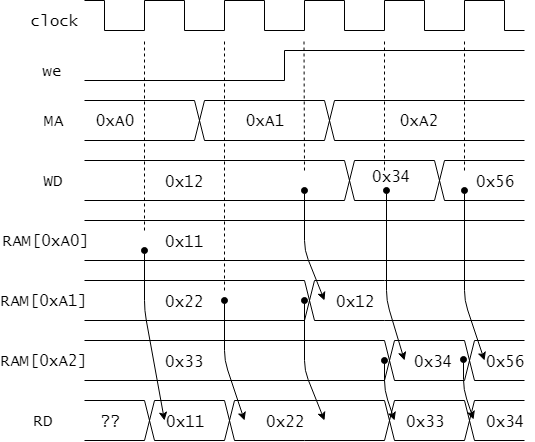 clock
we
MA 0xA0 0xA1 0xA2
WD 0x12 0x34 0x56
RAM[0xA0] 0x11
RAM[0xA1] 0x22 0x12
RAM[0xA2] 0x33 0x34 0x56
RD ?? 0x11 0x22 0x33 0x34